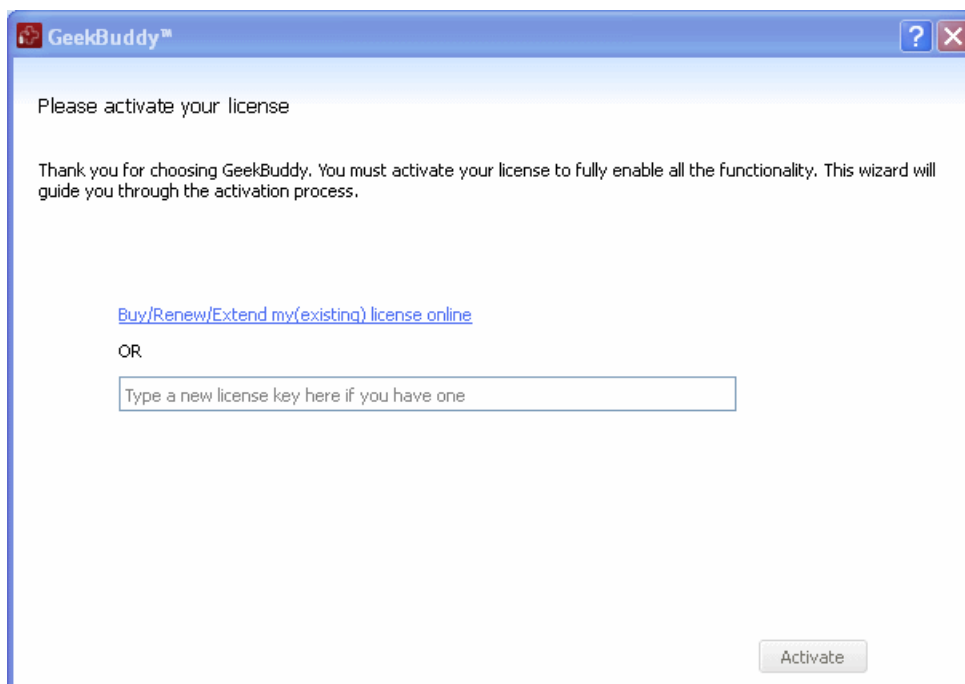 GeekBuddy™
?
Please activate your license
Thank you for choosing GeekBuddy. You must activate your license to fully enable all the functionality. This wizard will
guide you through the activation process.
Buy/Renew/Extend my(existing) license online
OR
Type a new license key here if you have one
Activate